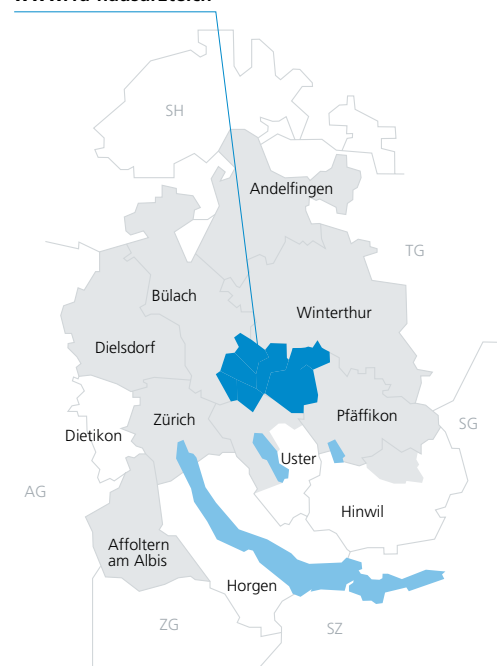 SH
Andelfingen
TG
Bülach
Winterthur
Dielsdorf
Pfäffikon
Zürich
SG
Dietikon
Uster
AG
Hinwil
Affoltern
am Albis
Horgen
ZG
SZ